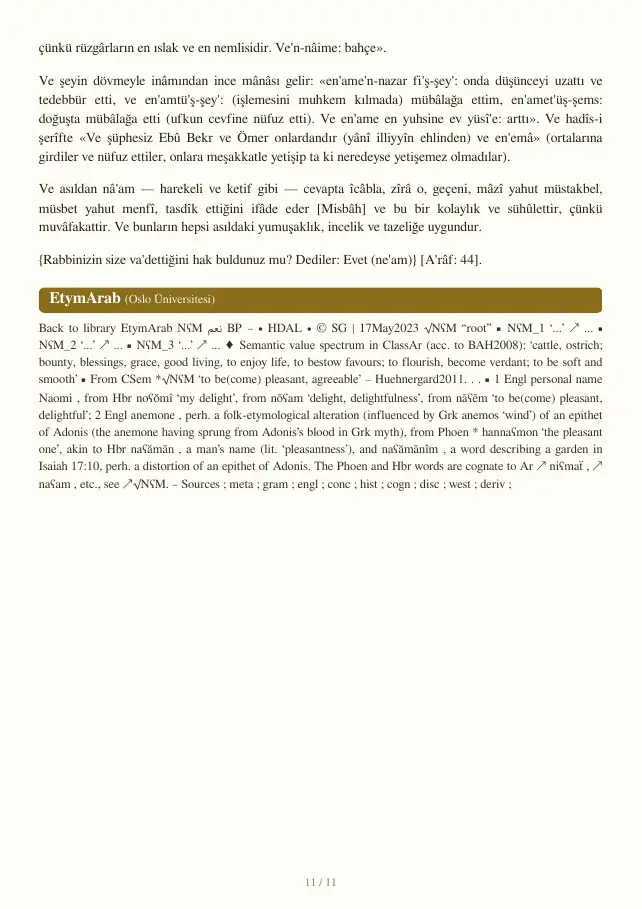 çünkü rüzgârların en ıslak ve en nemlisidir. Ve'n-nâime: bahçe».
Ve şeyin dövmeyle inâmından ince mânâsı gelir: «en'ame'n-nazar fi'ş-şey': onda düşünceyi uzattı ve
tedebbür etti, ve en'amtü'ş-şey': (işlemesini muhkem kılmada) mübâlağa ettim, en'amet'üş-şems:
doğuşta mübâlağa etti (ufkun cevfine nüfuz etti). Ve en'ame en yuhsine ev yüsî'e: arttı». Ve hadîs-i
şerîfte «Ve şüphesiz Ebû Bekr ve Ömer onlardandır (yânî illiyyîn ehlinden) ve en'emâ» (ortalarına
girdiler ve nüfuz ettiler, onlara meşakkatle yetişip ta ki neredeyse yetişemez olmadılar).
Ve asıldan nâ'am — harekeli ve ketif gibi — cevapta îcâbla, zîrâ o, geçeni, mâzî yahut müstakbel,
müsbet yahut menfî, tasdîk ettiğini ifâde eder [Misbâh] ve bu bir kolaylık ve sühûlettir, çünkü
muvâfakattir. Ve bunların hepsi asıldaki yumuşaklık, incelik ve tazeliğe uygundur.
{Rabbinizin size va'dettiğini hak buldunuz mu? Dediler: Evet (ne'am)} [A'râf: 44].
EtymArab (Oslo Üniversitesi)
Back to library EtymArab NʕM نعم BP – • HDAL • © SG | 17May2023 √NʕM “root” ▪ NʕM_1 ‘...’ ↗ ... ▪
NʕM_2 ‘...’ ↗ ... ▪ NʕM_3 ‘...’ ↗ ... ♦ Semantic value spectrum in ClassAr (acc. to BAH2008): ‘cattle, ostrich;
bounty, blessings, grace, good living, to enjoy life, to bestow favours; to flourish, become verdant; to be soft and
smooth’ ▪ From CSem *√NʕM ‘to be(come) pleasant, agreeable’ – Huehnergard2011. . . ▪ 1 Engl personal name
Naomi , from Hbr noʕŏmî ‘my delight’, from nōʕam ‘delight, delightfulness’, from nāʕēm ‘to be(come) pleasant,
delightful’; 2 Engl anemone , perh. a folk-etymological alteration (influenced by Grk anemos ‘wind’) of an epithet
of Adonis (the anemone having sprung from Adonis’s blood in Grk myth), from Phoen * hannaʕmon ‘the pleasant
one’, akin to Hbr naʕămān , a man’s name (lit. ‘pleasantness’), and naʕămānîm , a word describing a garden in
Isaiah 17:10, perh. a distortion of an epithet of Adonis. The Phoen and Hbr words are cognate to Ar ↗ niʕmaẗ , ↗
naʕam , etc., see ↗√NʕM. – Sources ; meta ; gram ; engl ; conc ; hist ; cogn ; disc ; west ; deriv ;
11 / 11